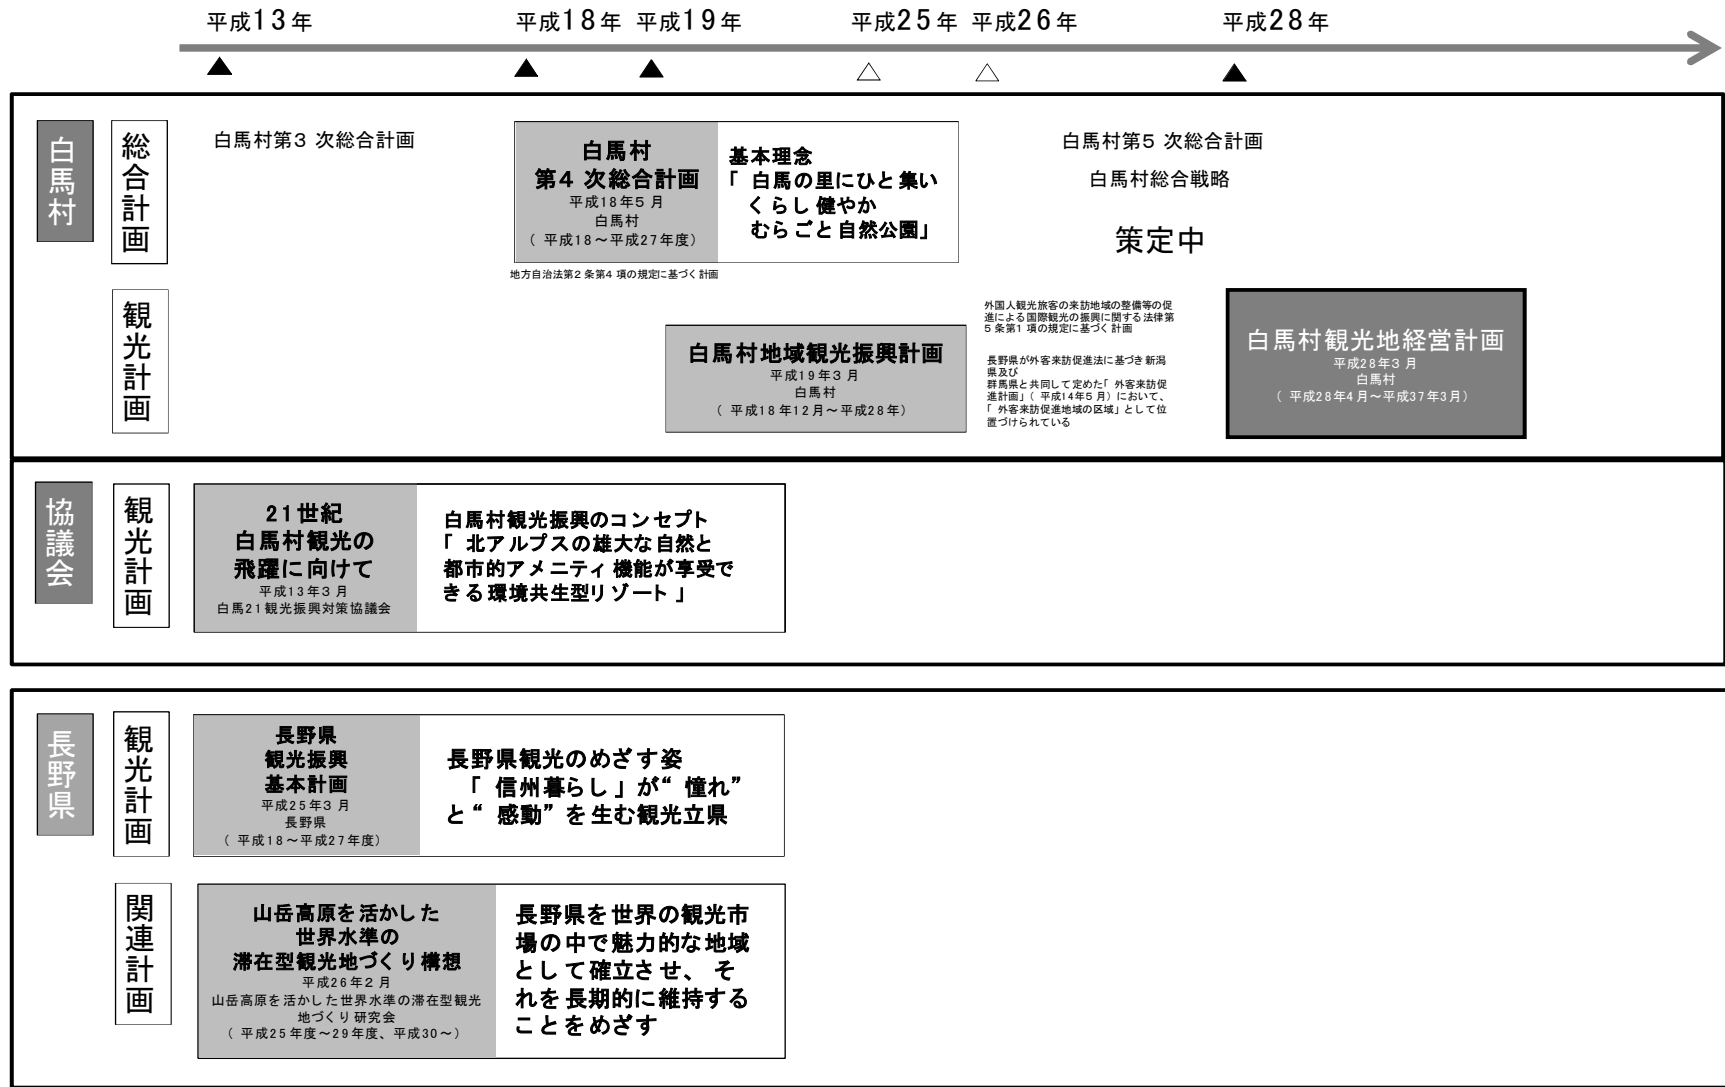 平成13年
平成18年
平成19年
平成25年
平成26年
平成28年
白馬村
総合計画
白馬村第3次総合計画
白馬村
第4次総合計画
平成18年5月
白馬村
（平成18～平成27年度）
基本理念
「白馬の里にひと集い
くらし健やか
むらごと自然公園」
地方自治法第2条第4項の規定に基づく計画
白馬村第5次総合計画
白馬村総合戦略
策定中
観光計画
白馬村地域観光振興計画
平成19年3月
白馬村
（平成18年12月～平成28年）
外国人観光旅客の来訪地域の整備等の促
進による国際観光の振興に関する法律第
5条第1項の規定に基づく計画
長野県が外客来訪促進法に基づき新潟
県及び
群馬県と共同して定めた「外客来訪促
進計画」（平成14年5月）において、
「外客来訪促進地域の区域」として位
置づけられている
白馬村観光地経営計画
平成28年3月
白馬村
（平成28年4月～平成37年3月）
協議会
観光計画
21世紀
白馬村観光の
飛躍に向けて
平成13年3月
白馬21観光振興対策協議会
白馬村観光振興のコンセプト
「北アルプスの雄大な自然と
都市的アメニティ機能が享受で
きる環境共生型リゾート」
長野県
観光計画
長野県
観光振興
基本計画
平成25年3月
長野県
（平成18～平成27年度）
長野県観光のめざす姿
「信州暮らし」が“憧れ”
と“感動”を生む観光立県
関連計画
山岳高原を活かした
世界水準の
滞在型観光地づくり構想
平成26年2月
山岳高原を活かした世界水準の滞在型観光
地づくり研究会
（平成25年度～29年度、平成30～）
長野県を世界の観光市
場の中で魅力的な地域
として確立させ、そ
れを長期的に維持する
ことをめざす